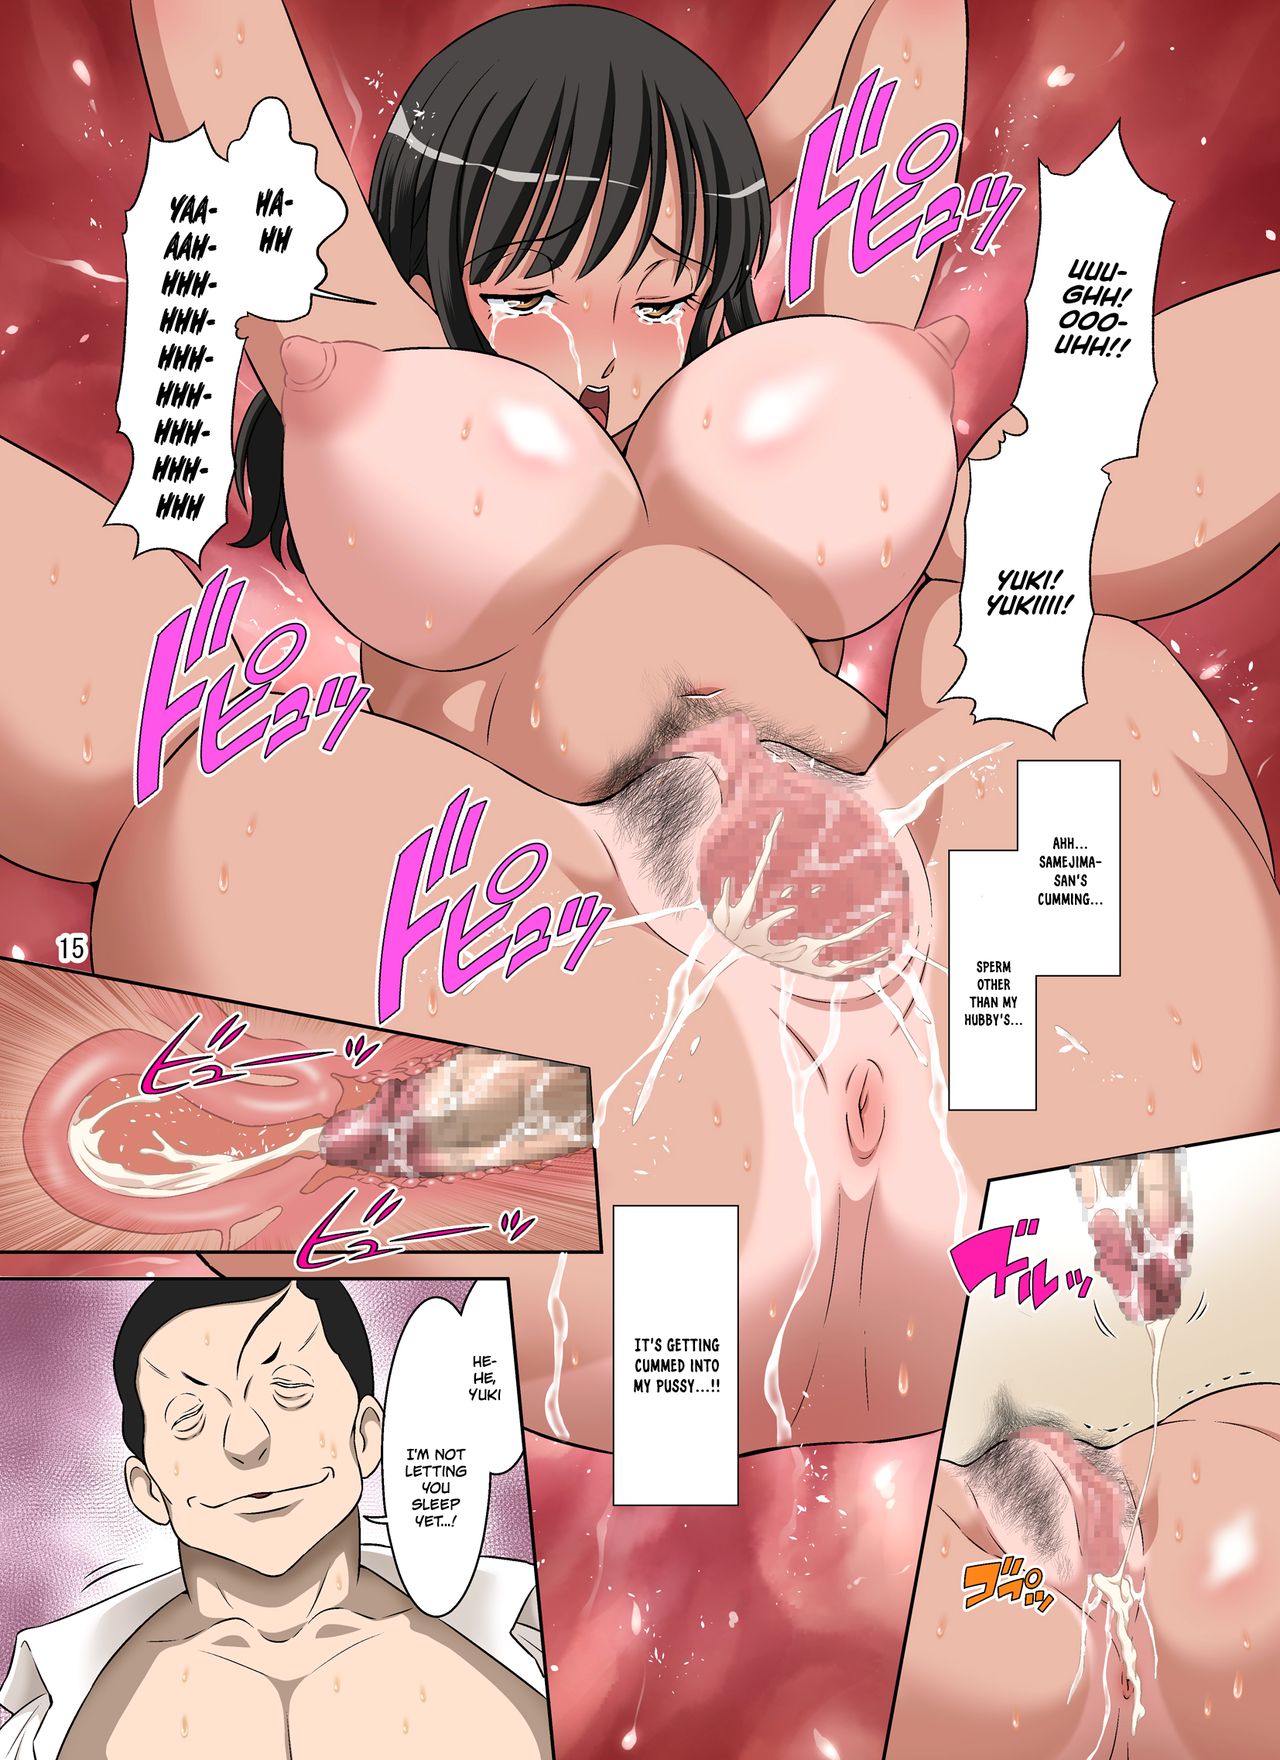 UUU-
GHH!
OOO-
UHH!!
YUKI!
YUKIIII!
ドピュッ
HA-
HH
YAA-
AAH-
HHH-
HHH-
HHH-
HHH-
HHH-
HHH-
HHH
ドピュッ
ドピュッ
AHH...
SAMEJIMA-
SAN'S
CUMMING...
SPERM
OTHER
THAN MY
HUBBY'S...
15
ビューーッ
ビューーッ
IT'S GETTING
CUMMED INTO
MY PUSSY...!!
ズルッ
ゴプッ
HE-
HE,
YUKI
I'M NOT
LETTING
YOU
SLEEP
YET...!